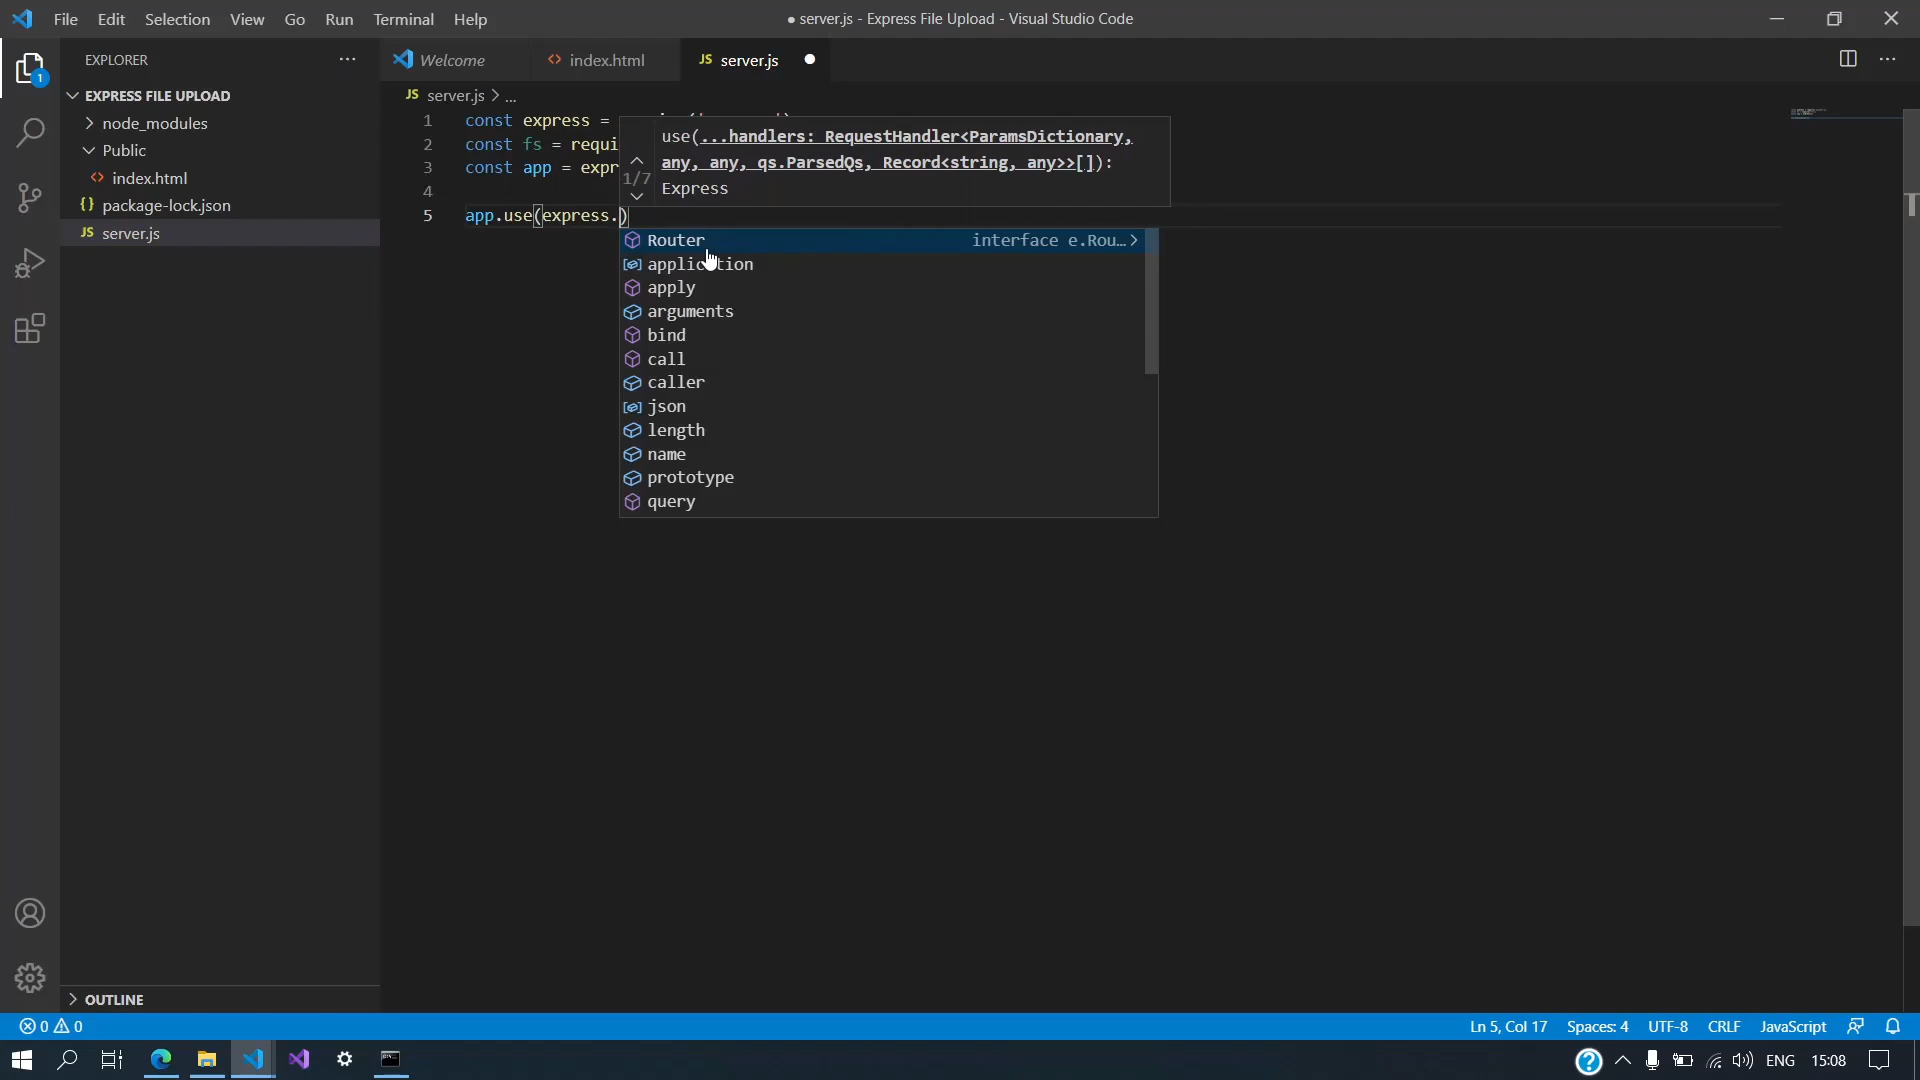 File Edit Selection View Go Run Terminal Help
● server.js - Express File Upload - Visual Studio Code
EXPLORER ...
Welcome
<> index.html
JS server.js ●
...
EXPRESS FILE UPLOAD
node_modules
Public
<> index.html
{} package-lock.json
JS server.js
OUTLINE
JS server.js > ...
1 const express =
2 const fs = requi
3 const app = expr
4
5 app.use(express.)
use(...handlers: RequestHandler<ParamsDictionary,
any, any, qs.ParsedQs, Record<string, any>>[]):
Express
1/7
Router interface e.Rou…
application
apply
arguments
bind
call
caller
json
length
name
prototype
query
1
0 0
Ln 5, Col 17 Spaces: 4 UTF-8 CRLF JavaScript
ENG 15:08